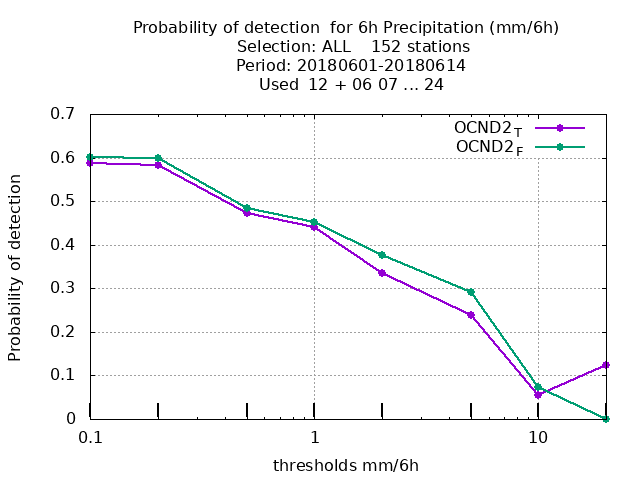 Probability of detection  for 6h Precipitation (mm/6h)
Selection: ALL    152 stations
Period: 20180601-20180614
Used  12 + 06 07 ... 24
OCND2T
OCND2F
Probability of detection
0.7
0.6
0.5
0.4
0.3
0.2
0.1
0
0.1 1 10
thresholds mm/6h